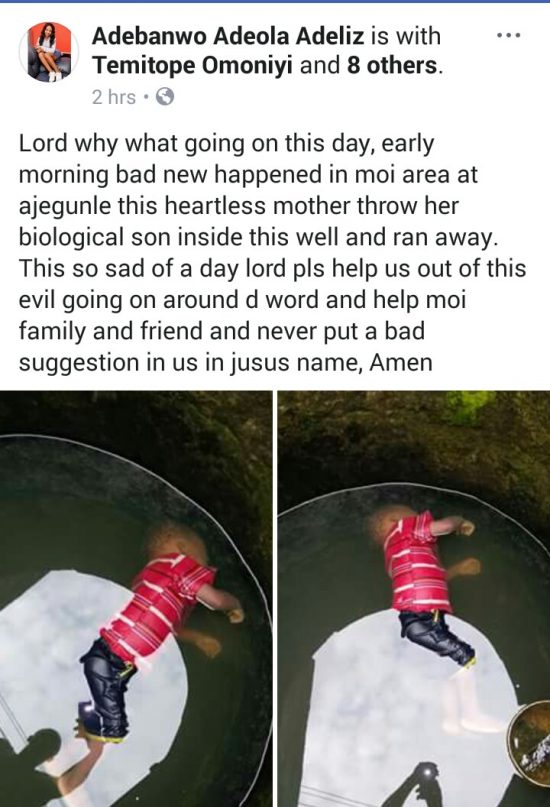 Adebanwo Adeola Adeliz is with
Temitope Omoniyi and 8 others.
2 hrs
Lord why what going on this day, early
morning bad new happened in moi area at
ajegunle this heartless mother throw her
biological son inside this well and ran away.
This so sad of a day lord pls help us out of this
evil going on around d word and help moi
family and friend and never put a bad
suggestion in us in jusus name, Amen